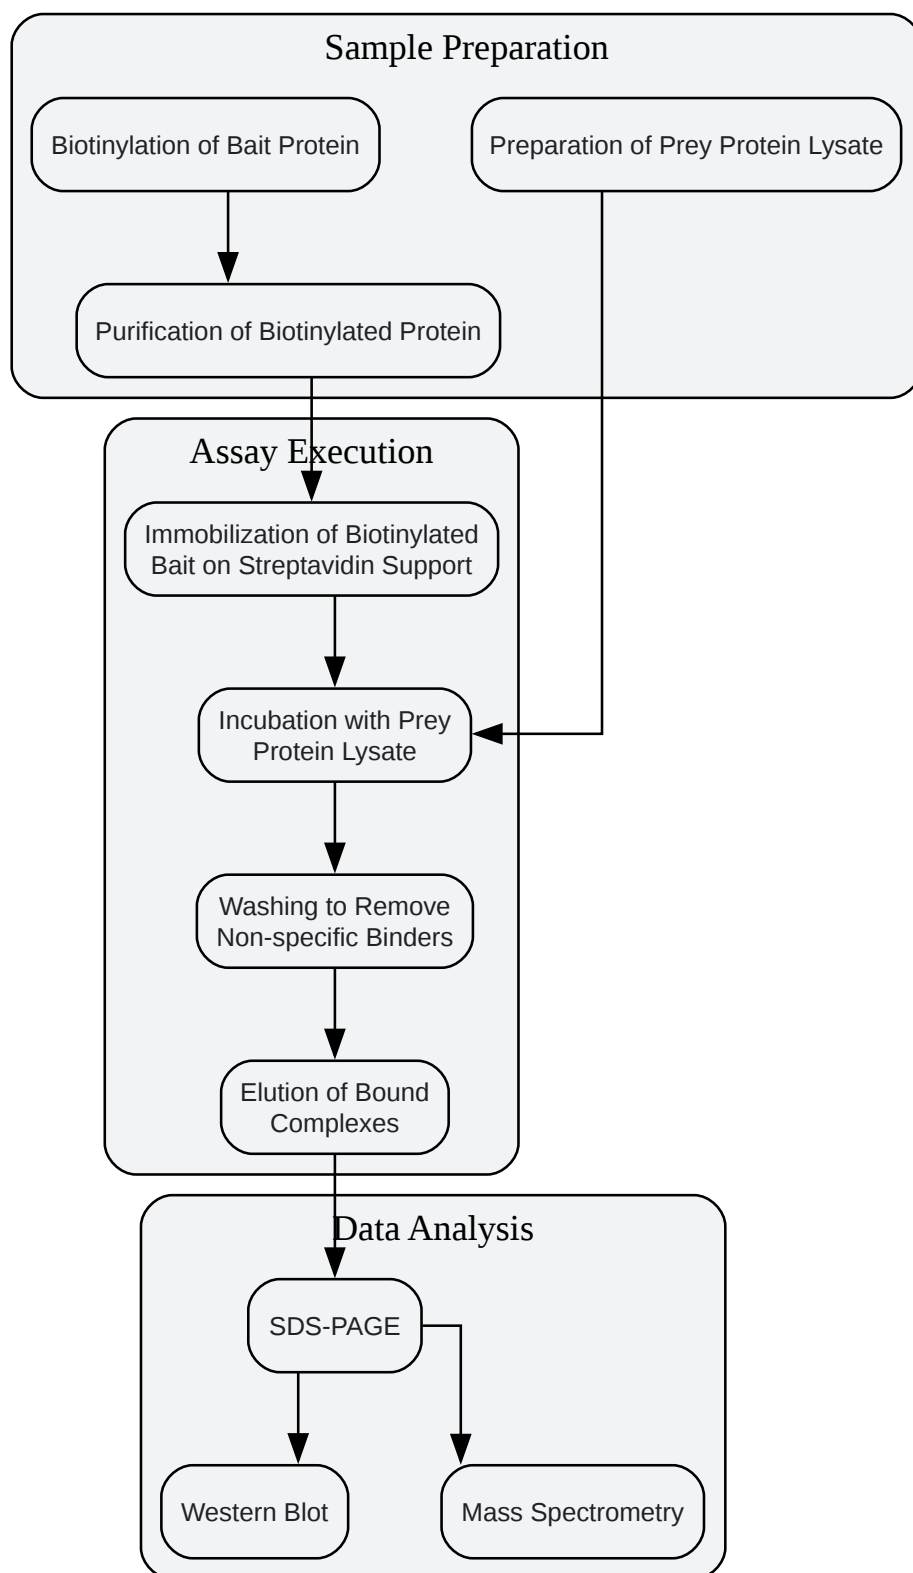 Sample Preparation
Biotinylation of Bait Protein
Preparation of Prey Protein Lysate
Purification of Biotinylated Protein
Assay Execution
Immobilization of Biotinylated
Bait on Streptavidin Support
Incubation with Prey
Protein Lysate
Washing to Remove
Non-specific Binders
Elution of Bound
Complexes
Data Analysis
SDS-PAGE
Western Blot
Mass Spectrometry